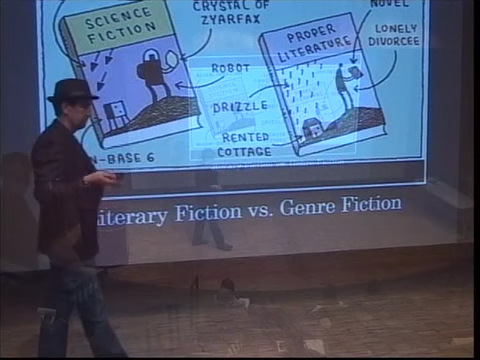 CRYSTAL OF
ZYARFAX
SCIENCE
FICTION
NOVEL
PROPER
LITERATURE
LONELY
DIVORCEE
ROBOT
DRIZZLE
RENTED
COTTAGE
N-BASE 6
iterary Fiction vs. Genre Fiction